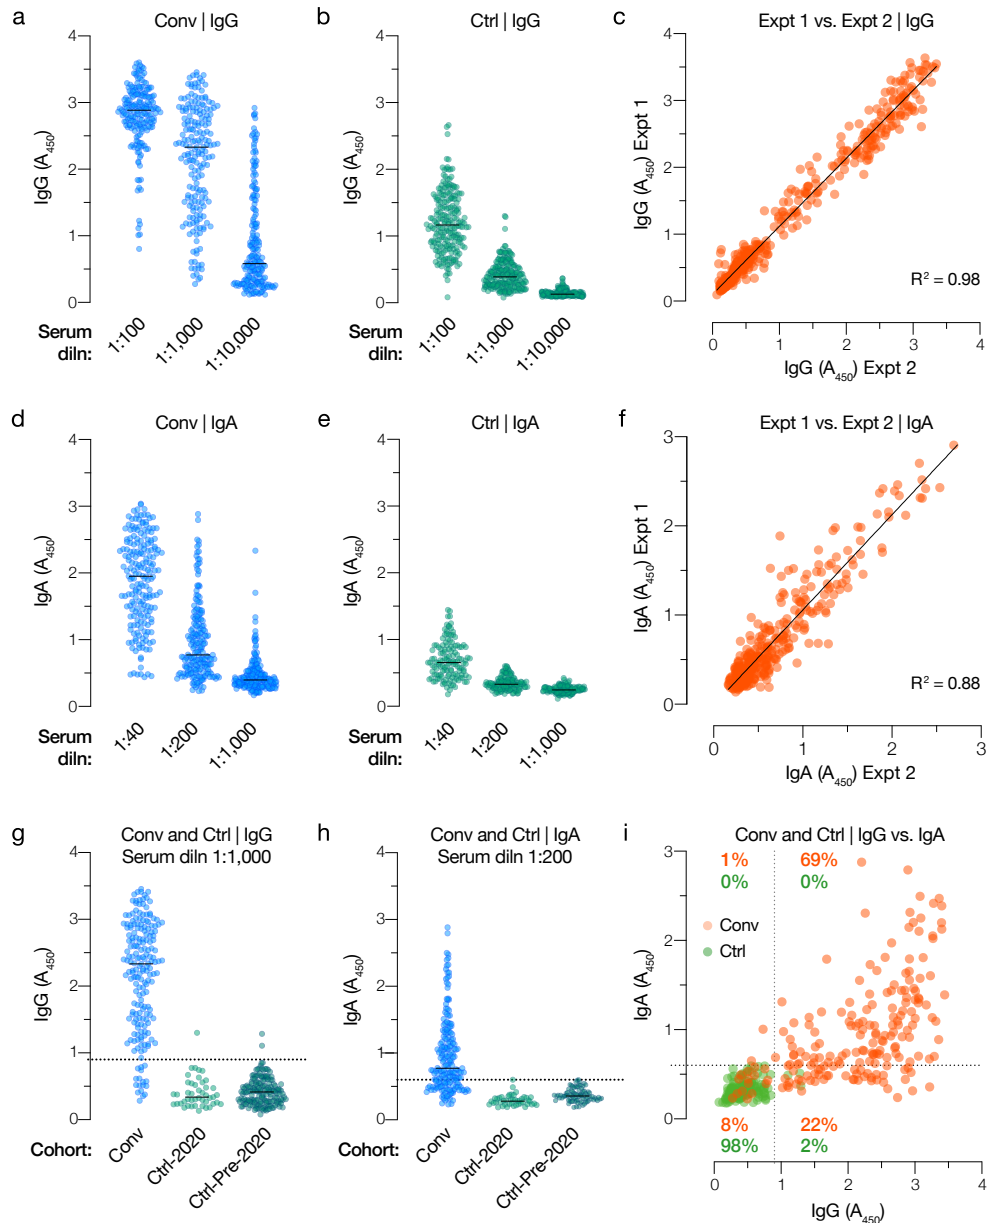 a
Conv | IgG
4
3
2
1
0
IgG (A450)
Serum
diln:
1:100
1:1,000
1:10,000
b
Ctrl | IgG
4
3
2
1
0
IgG (A450)
1:100
1:1,000
1:10,000
c
Expt 1 vs. Expt 2 | IgG
4
3
2
1
0
IgG (A450) Expt 1
R² = 0.98
0
1
2
3
4
IgG (A450) Expt 2
d
Conv | IgA
4
3
2
1
0
IgA (A450)
Serum
diln:
1:40
1:200
1:1,000
e
Ctrl | IgA
4
3
2
1
0
IgA (A450)
1:40
1:200
1:1,000
f
Expt 1 vs. Expt 2 | IgA
3
2
1
0
IgA (A450) Expt 1
R² = 0.88
0
1
2
3
IgA (A450) Expt 2
g
Conv and Ctrl | IgG
Serum diln 1:1,000
4
3
2
1
0
IgG (A450)
Cohort:
Conv
Ctrl-2020
Ctrl-Pre-2020
h
Conv and Ctrl | IgA
Serum diln 1:200
4
3
2
1
0
IgA (A450)
Conv
Ctrl-2020
Ctrl-Pre-2020
i
Conv and Ctrl | IgG vs. IgA
3
2
1
0
IgA (A450)
1%
69%
0%
0%
Conv
Ctrl
8%
22%
98%
2%
0
1
2
3
4
IgG (A450)